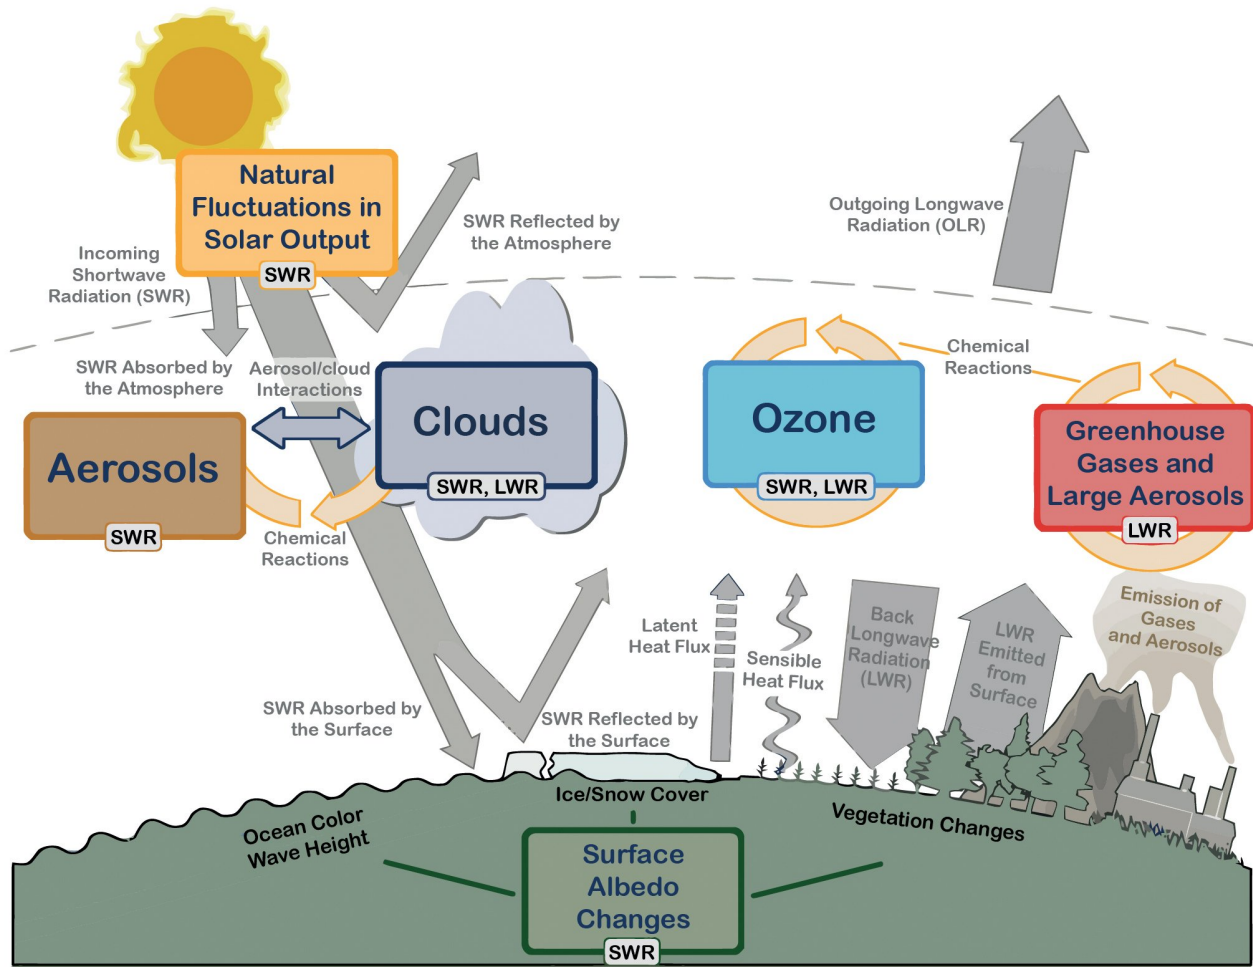 Natural
Fluctuations in
Solar Output
SWR
Incoming
Shortwave
Radiation (SWR)
SWR Reflected by
the Atmosphere
Outgoing Longwave
Radiation (OLR)
SWR Absorbed by
the Atmosphere
Aerosol/cloud
Interactions
Clouds
SWR, LWR
Aerosols
SWR
Chemical
Reactions
Ozone
SWR, LWR
Chemical
Reactions
Greenhouse
Gases and
Large Aerosols
LWR
SWR Absorbed by
the Surface
SWR Reflected by
the Surface
Latent
Heat Flux
Sensible
Heat Flux
Back
Longwave
Radiation
(LWR)
LWR
Emitted
from
Surface
Emission of
Gases
and Aerosols
Ocean Color
Wave Height
Ice/Snow Cover
Vegetation Changes
Surface
Albedo
Changes
SWR